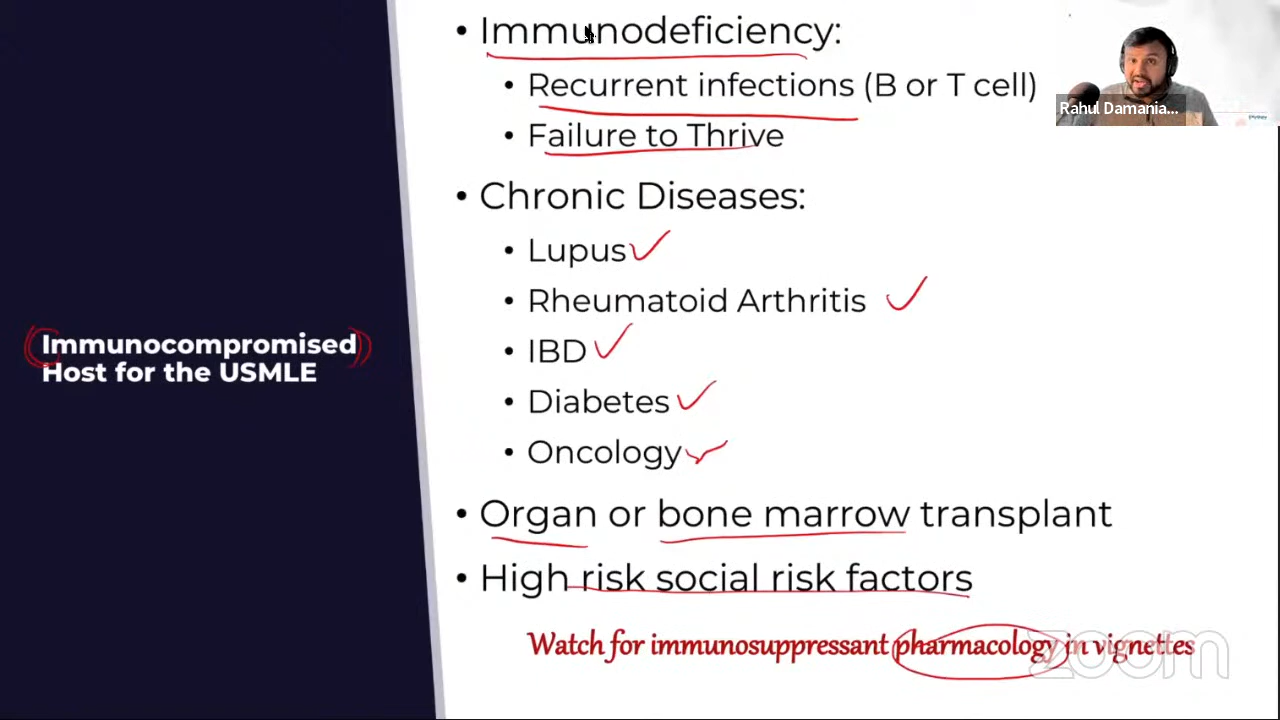 Immunocompromised
Host for the USMLE
• Immunodeficiency:
• Recurrent infections (B or T cell)
• Failure to Thrive
• Chronic Diseases:
• Lupus
• Rheumatoid Arthritis
• IBD
• Diabetes
• Oncology
• Organ or bone marrow transplant
• High risk social risk factors
Watch for immunosuppressant pharmacology in vignettes
Rahul Damania...
zoom